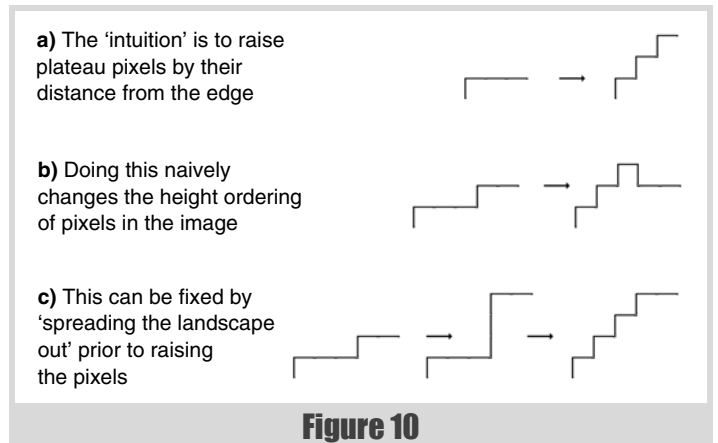 a) The ‘intuition’ is to raise
plateau pixels by their
distance from the edge
b) Doing this naively
changes the height ordering
of pixels in the image
c) This can be fixed by
‘spreading the landscape
out’ prior to raising
the pixels
Figure 10